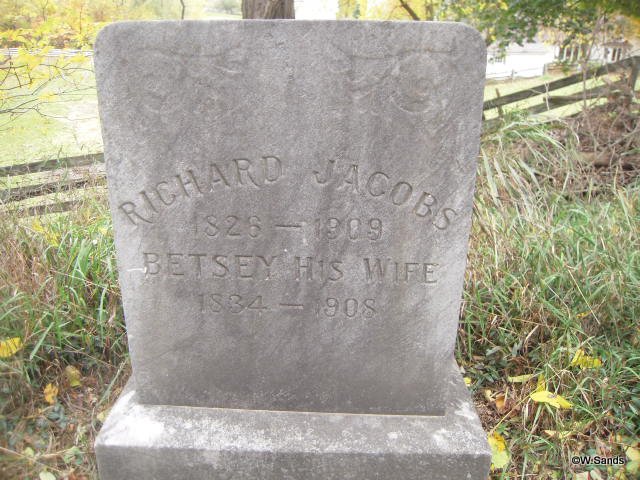 RICHARD JACOBS
1826 — 1909
BETSEY HIS WIFE
1834 — 1908
©W.Sands